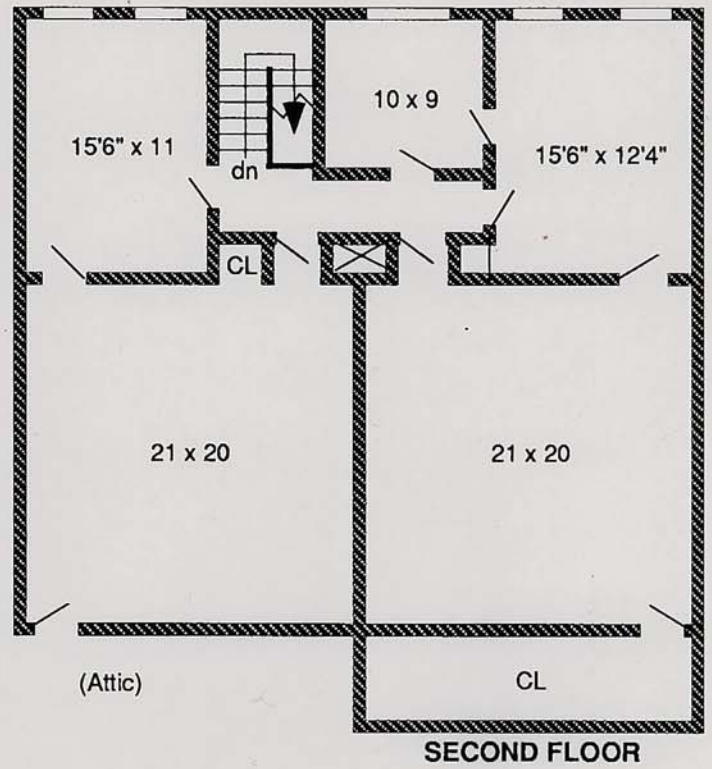 10 x 9
15'6" x 11
15'6" x 12'4"
dn
CL
21 x 20
21 x 20
(Attic)
CL
SECOND FLOOR